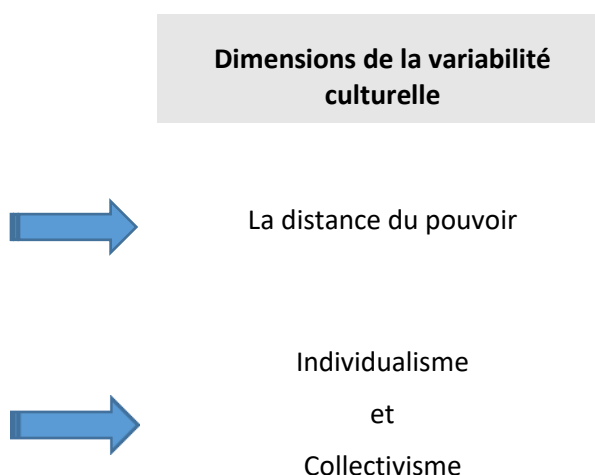 Dimensions de la variabilité
culturelle
La distance du pouvoir
Individualisme
et
Collectivisme